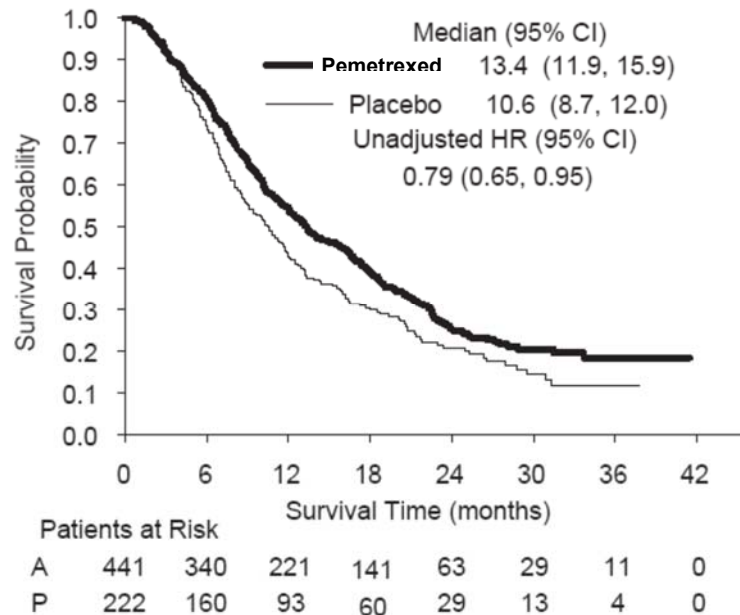 Median (95% CI)
Pemetrexed 13.4 (11.9, 15.9)
Placebo 10.6 (8.7, 12.0)
Unadjusted HR (95% CI)
0.79 (0.65, 0.95)
Survival Probability
1.0
0.9
0.8
0.7
0.6
0.5
0.4
0.3
0.2
0.1
0.0
0 6 12 18 24 30 36 42
Survival Time (months)
Patients at Risk
A 441 340 221 141 63 29 11 0
P 222 160 93 60 29 13 4 0